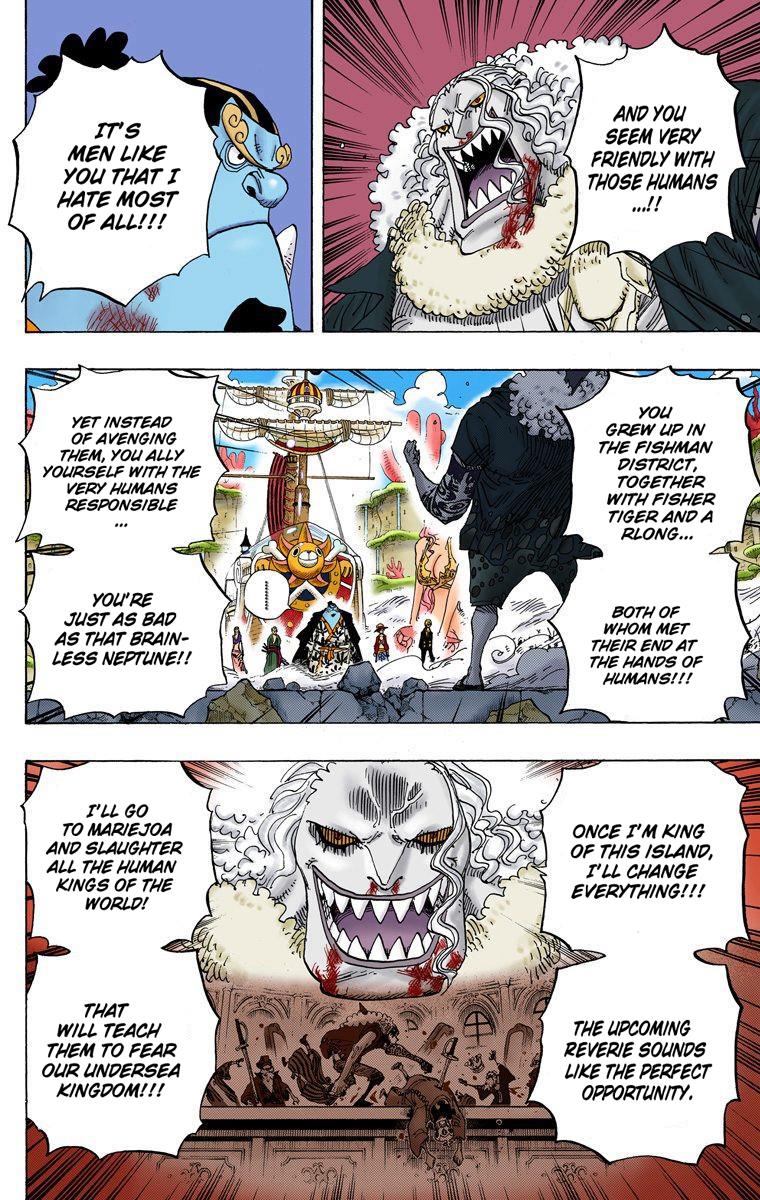 AND YOU
SEEM VERY
FRIENDLY WITH
THOSE HUMANS
...!!
IT'S
MEN LIKE
YOU THAT I
HATE MOST
OF ALL!!!
YOU
GREW UP IN
THE FISHMAN
DISTRICT,
TOGETHER
WITH FISHER
TIGER AND A
RLONG...
BOTH OF
WHOM MET
THEIR END AT
THE HANDS OF
HUMANS!!!
YET INSTEAD
OF AVENGING
THEM, YOU ALLY
YOURSELF WITH THE
VERY HUMANS
RESPONSIBLE
...
YOU'RE
JUST AS BAD
AS THAT BRAIN-
LESS NEPTUNE!!
ONCE I'M KING
OF THIS ISLAND,
I'LL CHANGE
EVERYTHING!!!
THE UPCOMING
REVERIE SOUNDS
LIKE THE PERFECT
OPPORTUNITY.
I'LL GO
TO MARIEJOA
AND SLAUGHTER
ALL THE HUMAN
KINGS OF THE
WORLD!
THAT
WILL TEACH
THEM TO FEAR
OUR UNDERSEA
KINGDOM!!!